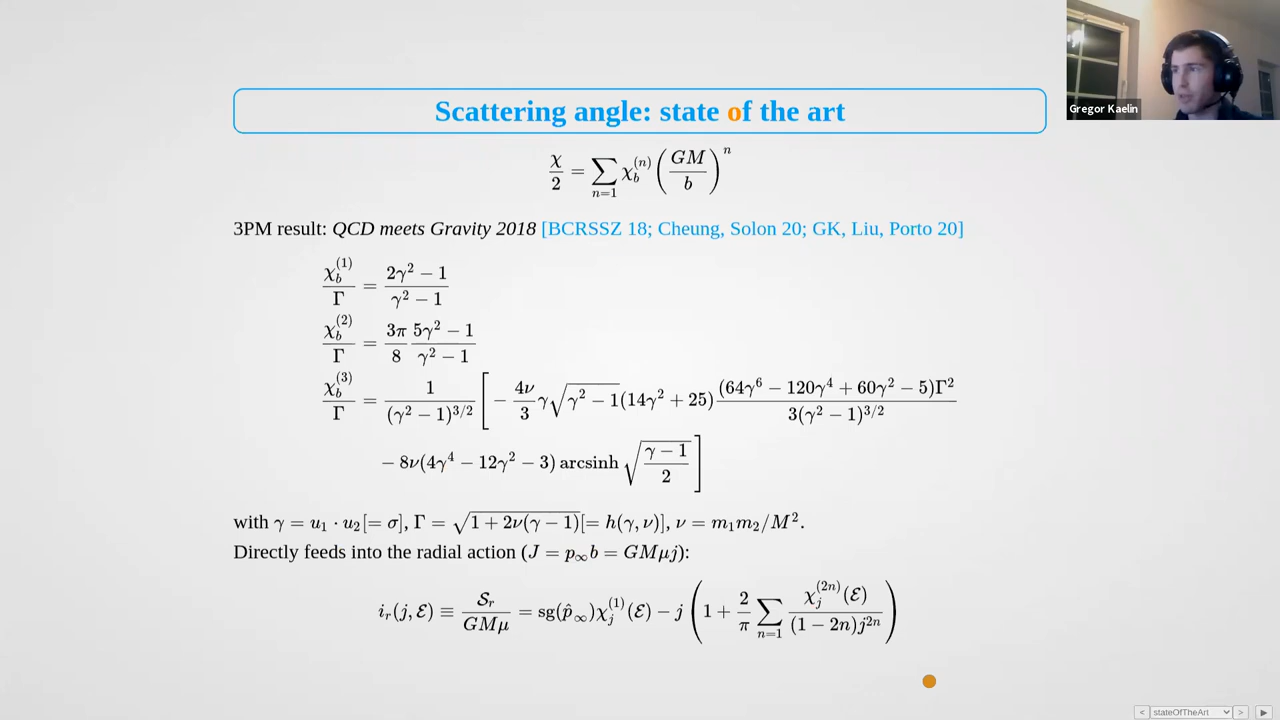 Gregor Kaelin
Scattering angle: state of the art
χ/2 = ∑_{n=1} χ_b^{(n)} (GM/b)^n
3PM result: QCD meets Gravity 2018 [BCRSSZ 18; Cheung, Solon 20; GK, Liu, Porto 20]
χ_b^{(1)}/Γ = (2γ² − 1)/(γ² − 1)
χ_b^{(2)}/Γ = (3π/8) (5γ² − 1)/(γ² − 1)
χ_b^{(3)}/Γ = 1/(γ² − 1)^{3/2} [ − (4ν/3) γ√(γ² − 1)(14γ² + 25) (64γ⁶ − 120γ⁴ + 60γ² − 5)Γ²/(3(γ² − 1)^{3/2})
− 8ν(4γ⁴ − 12γ² − 3) arcsinh √((γ − 1)/2) ]
with γ = u₁ · u₂[= σ], Γ = √(1 + 2ν(γ − 1))[= h(γ, ν)], ν = m₁m₂/M².
Directly feeds into the radial action (J = p_∞b = GMμj):
i_r(j, ℰ) ≡ 𝒮_r/(GMμ) = sg(p̂_∞)χ_j^{(1)}(ℰ) − j (1 + (2/π) ∑_{n=1} χ_j^{(2n)}(ℰ)/((1 − 2n)j^{2n}))
< stateOfTheArt > ▶